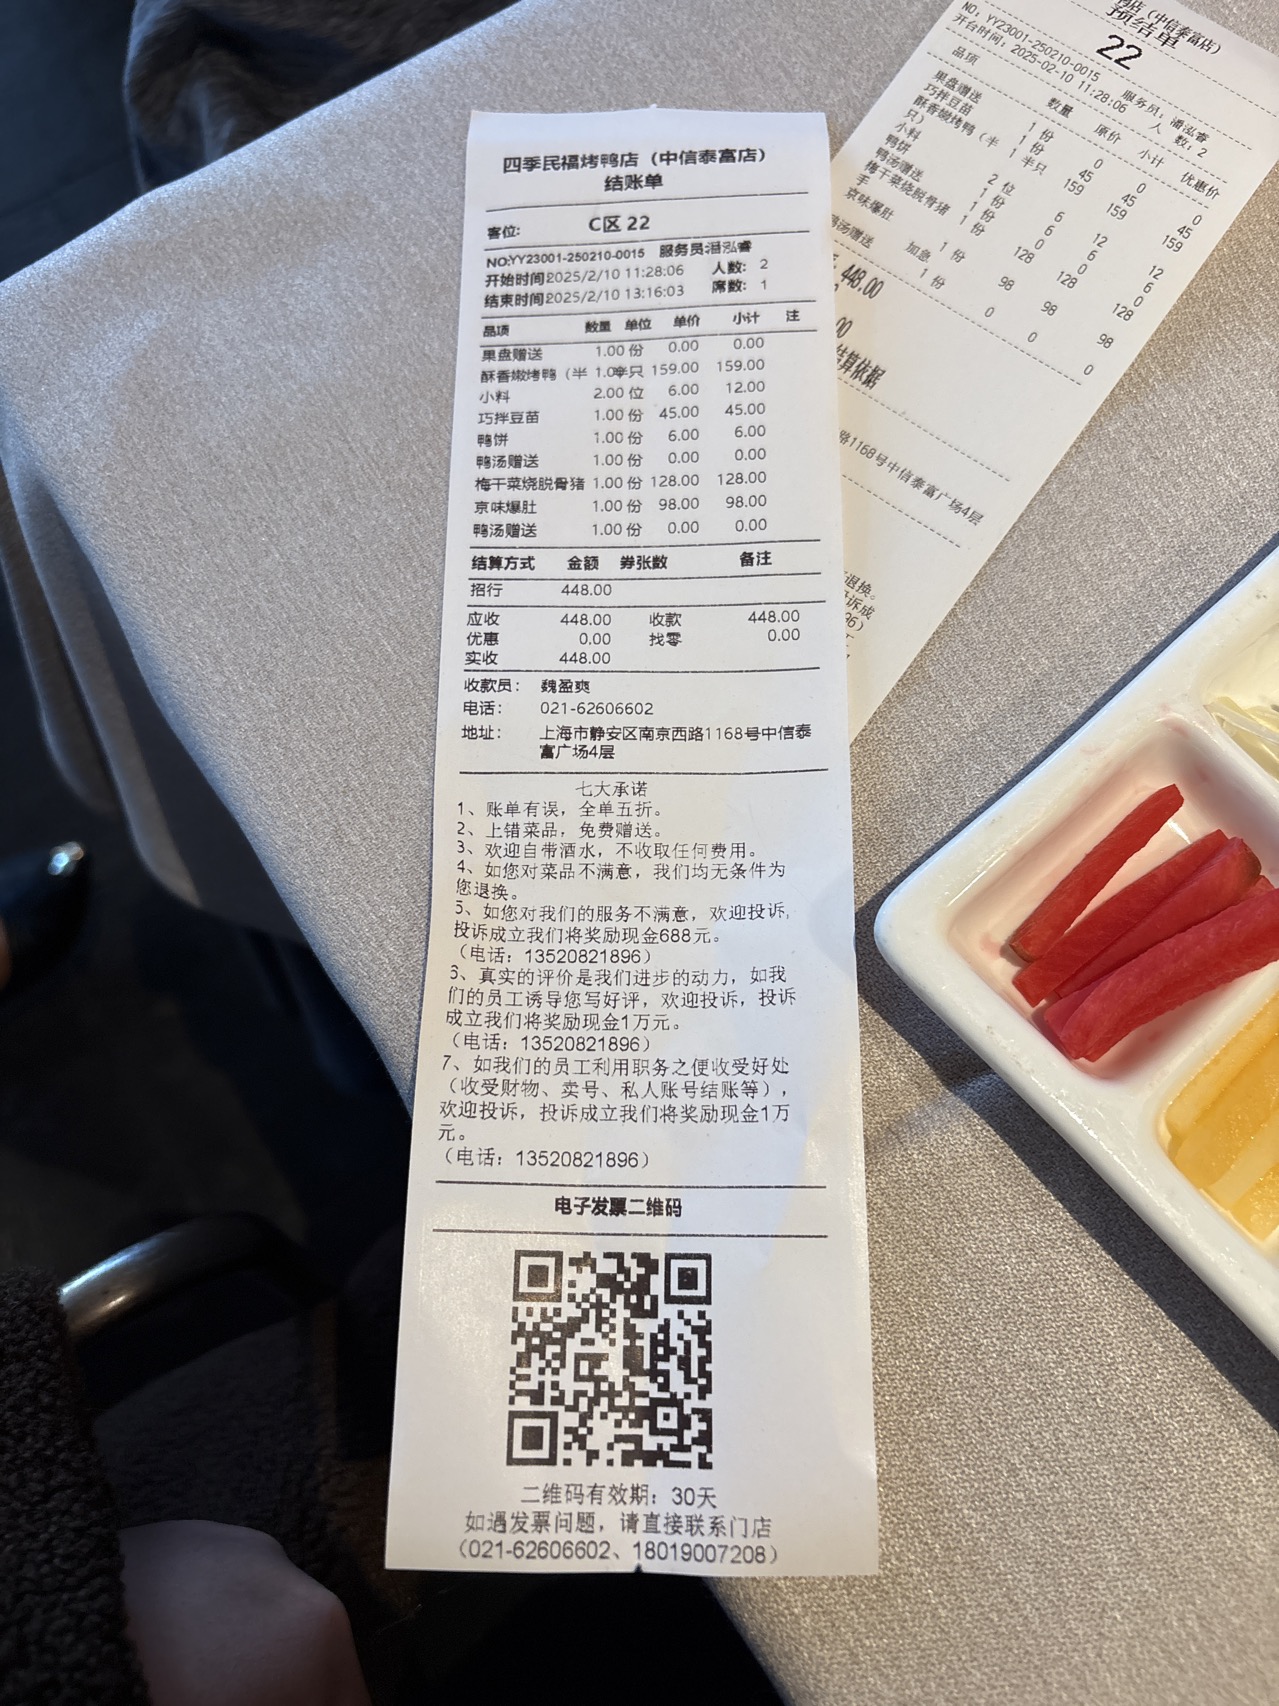 四季民福烤鸭店（中信泰富店）
结账单
客位: C区 22
NO:YY23001-250210-0015 服务员:潘泓睿
开始时间2025/2/10 11:28:06 人数: 2
结束时间2025/2/10 13:16:03 席数: 1
品项 数量 单位 单价 小计 注
果盘赠送 1.00 份 0.00 0.00
酥香嫩烤鸭（半 1.00半只 159.00 159.00
小料 2.00 位 6.00 12.00
巧拌豆苗 1.00 份 45.00 45.00
鸭饼 1.00 份 6.00 6.00
鸭汤赠送 1.00 份 0.00 0.00
梅干菜烧脱骨猪 1.00 份 128.00 128.00
京味爆肚 1.00 份 98.00 98.00
鸭汤赠送 1.00 份 0.00 0.00
结算方式 金额 券张数 备注
招行 448.00
应收 448.00 收款 448.00
优惠 0.00 找零 0.00
实收 448.00
收款员: 魏盈爽
电话: 021-62606602
地址: 上海市静安区南京西路1168号中信泰
富广场4层
七大承诺
1、账单有误，全单五折。
2、上错菜品，免费赠送。
3、欢迎自带酒水，不收取任何费用。
4、如您对菜品不满意，我们均无条件为
您退换。
5、如您对我们的服务不满意，欢迎投诉，
投诉成立我们将奖励现金688元。
（电话：13520821896）
6、真实的评价是我们进步的动力，如我
们的员工诱导您写好评，欢迎投诉，投诉
成立我们将奖励现金1万元。
（电话：13520821896）
7、如我们的员工利用职务之便收受好处
（收受财物、卖号、私人账号结账等），
欢迎投诉，投诉成立我们将奖励现金1万
元。
（电话：13520821896）
电子发票二维码
二维码有效期：30天
如遇发票问题，请直接联系门店
（021-62606602、18019007208）
店（中信泰富店）
预结单
22
NO: YY23001-250210-0015 服务员: 潘泓睿
开台时间: 2025-02-10 11:28:06 人 数: 2
品项 数量 原价 小计 优惠价
果盘赠送 1 份 0 0 0
巧拌豆苗 1 份 45 45 45
酥香嫩烤鸭（半 1 半只 159 159 159
只）
小料 2 位 6 12 12
鸭饼 1 份 6 6 6
鸭汤赠送 1 份 0 0 0
梅干菜烧脱骨猪 1 份 128 128 128
手
京味爆肚 1 份 98 98 98
鸭汤赠送 加急 1 份 0 0 0
448.00
00
结算依据
路1168号中信泰富广场4层
退换。
诉成
96）